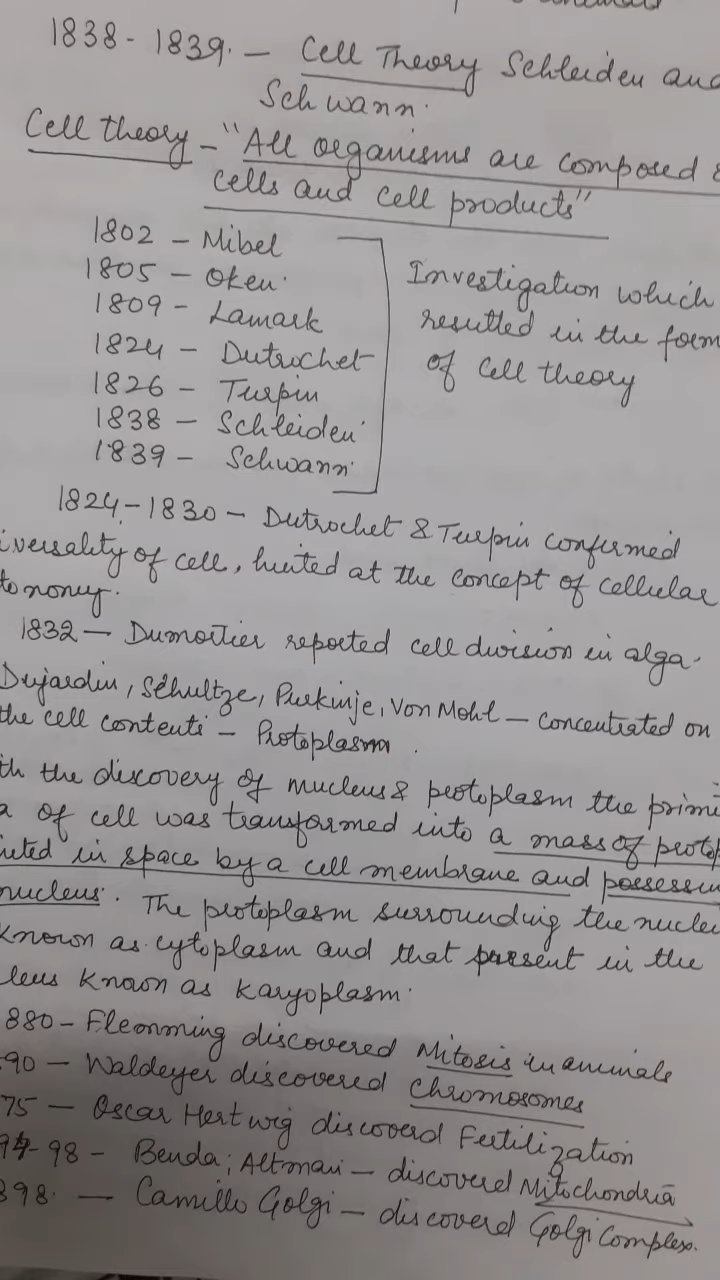 1838 - 1839. – Cell Theory Schleiden and
Schwann.
Cell theory – "All organisms are composed
cells and cell products"
1802 – Mibel
1805 – Oken.
1809 – Lamark
1824 – Dutrochet
1826 – Turpin
1838 – Schleiden
1839 – Schwann
Investigation which
resulted in the form
of cell theory
1824 – 1830 – Dutrochet & Turpin confirmed
iversality of cell, hinted at the concept of cellular
tonomy.
1832 – Dumortier reported cell division in alga.
Dujardin, Schultze, Purkinje, Von Mohl – concentrated on
the cell contents – Protoplasm.
th the discovery of nucleus & protoplasm the primi
a of cell was transformed into a mass of protop
ited in space by a cell membrane and possessin
nucleus. The protoplasm surrounding the nucle
known as cytoplasm and that present in the
leus known as Karyoplasm.
880 – Flemming discovered Mitosis in animals
90 – Waldeyer discovered Chromosomes
75 – Oscar Hertwig discoverd Fertilization
94-98 – Benda; Altman – discovered Mitochondria
898. – Camillo Golgi – discoverd Golgi Complex.